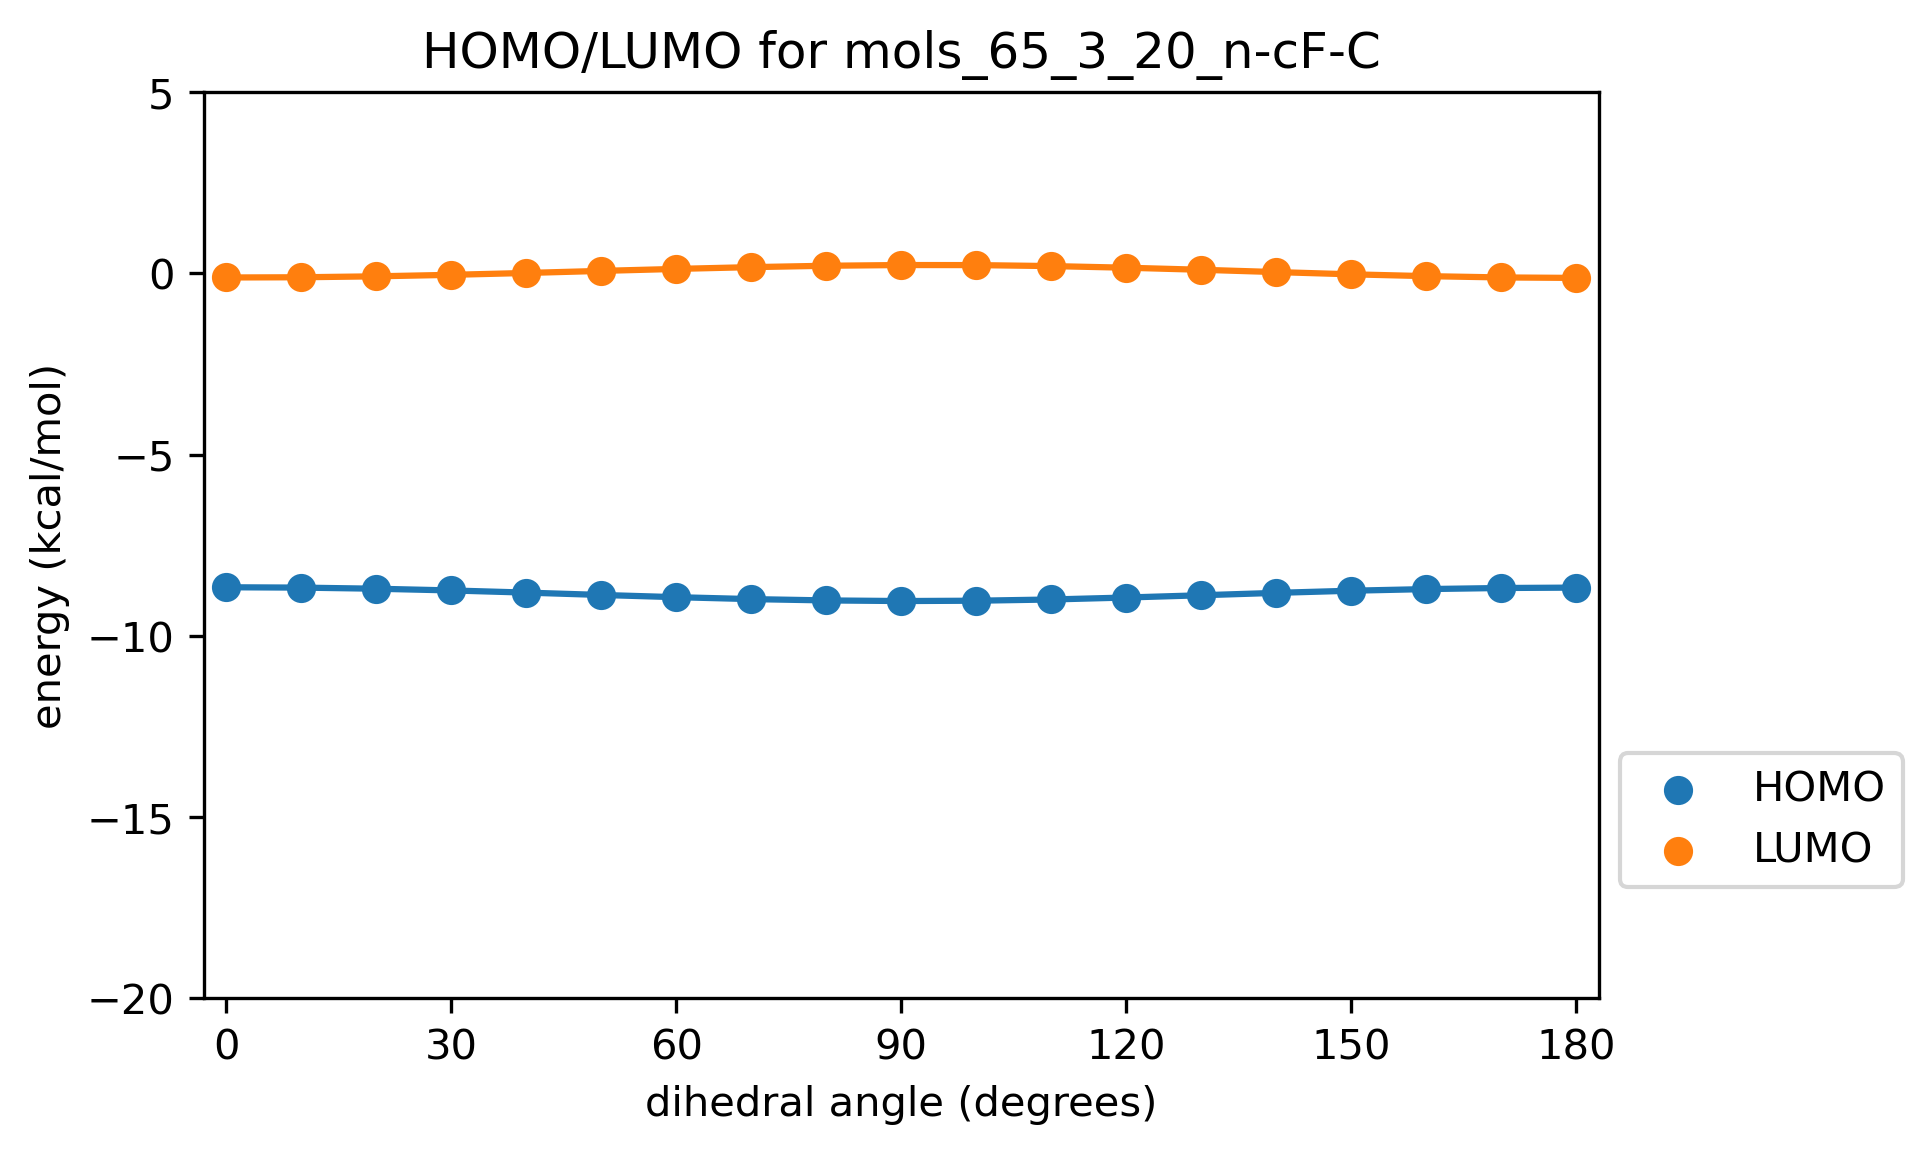 HOMO/LUMO for mols_65_3_20_n-cF-C
5
0
−5
−10
−15
−20
energy (kcal/mol)
0 30 60 90 120 150 180
dihedral angle (degrees)
HOMO
LUMO